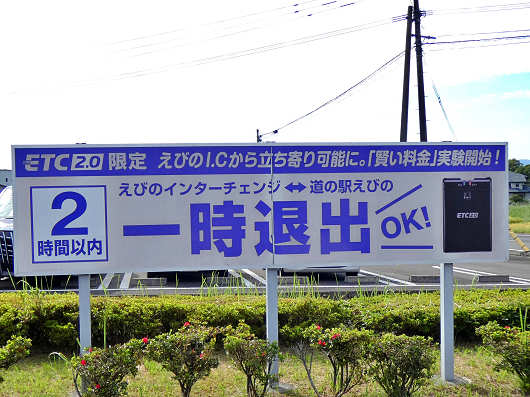 ETC2.0 限定 えびのI.Cから立ち寄り可能に。「賢い料金」実験開始！
えびのインターチェンジ ⇔ 道の駅えびの
2
時間以内
一時退出
OK!
ETC2.0